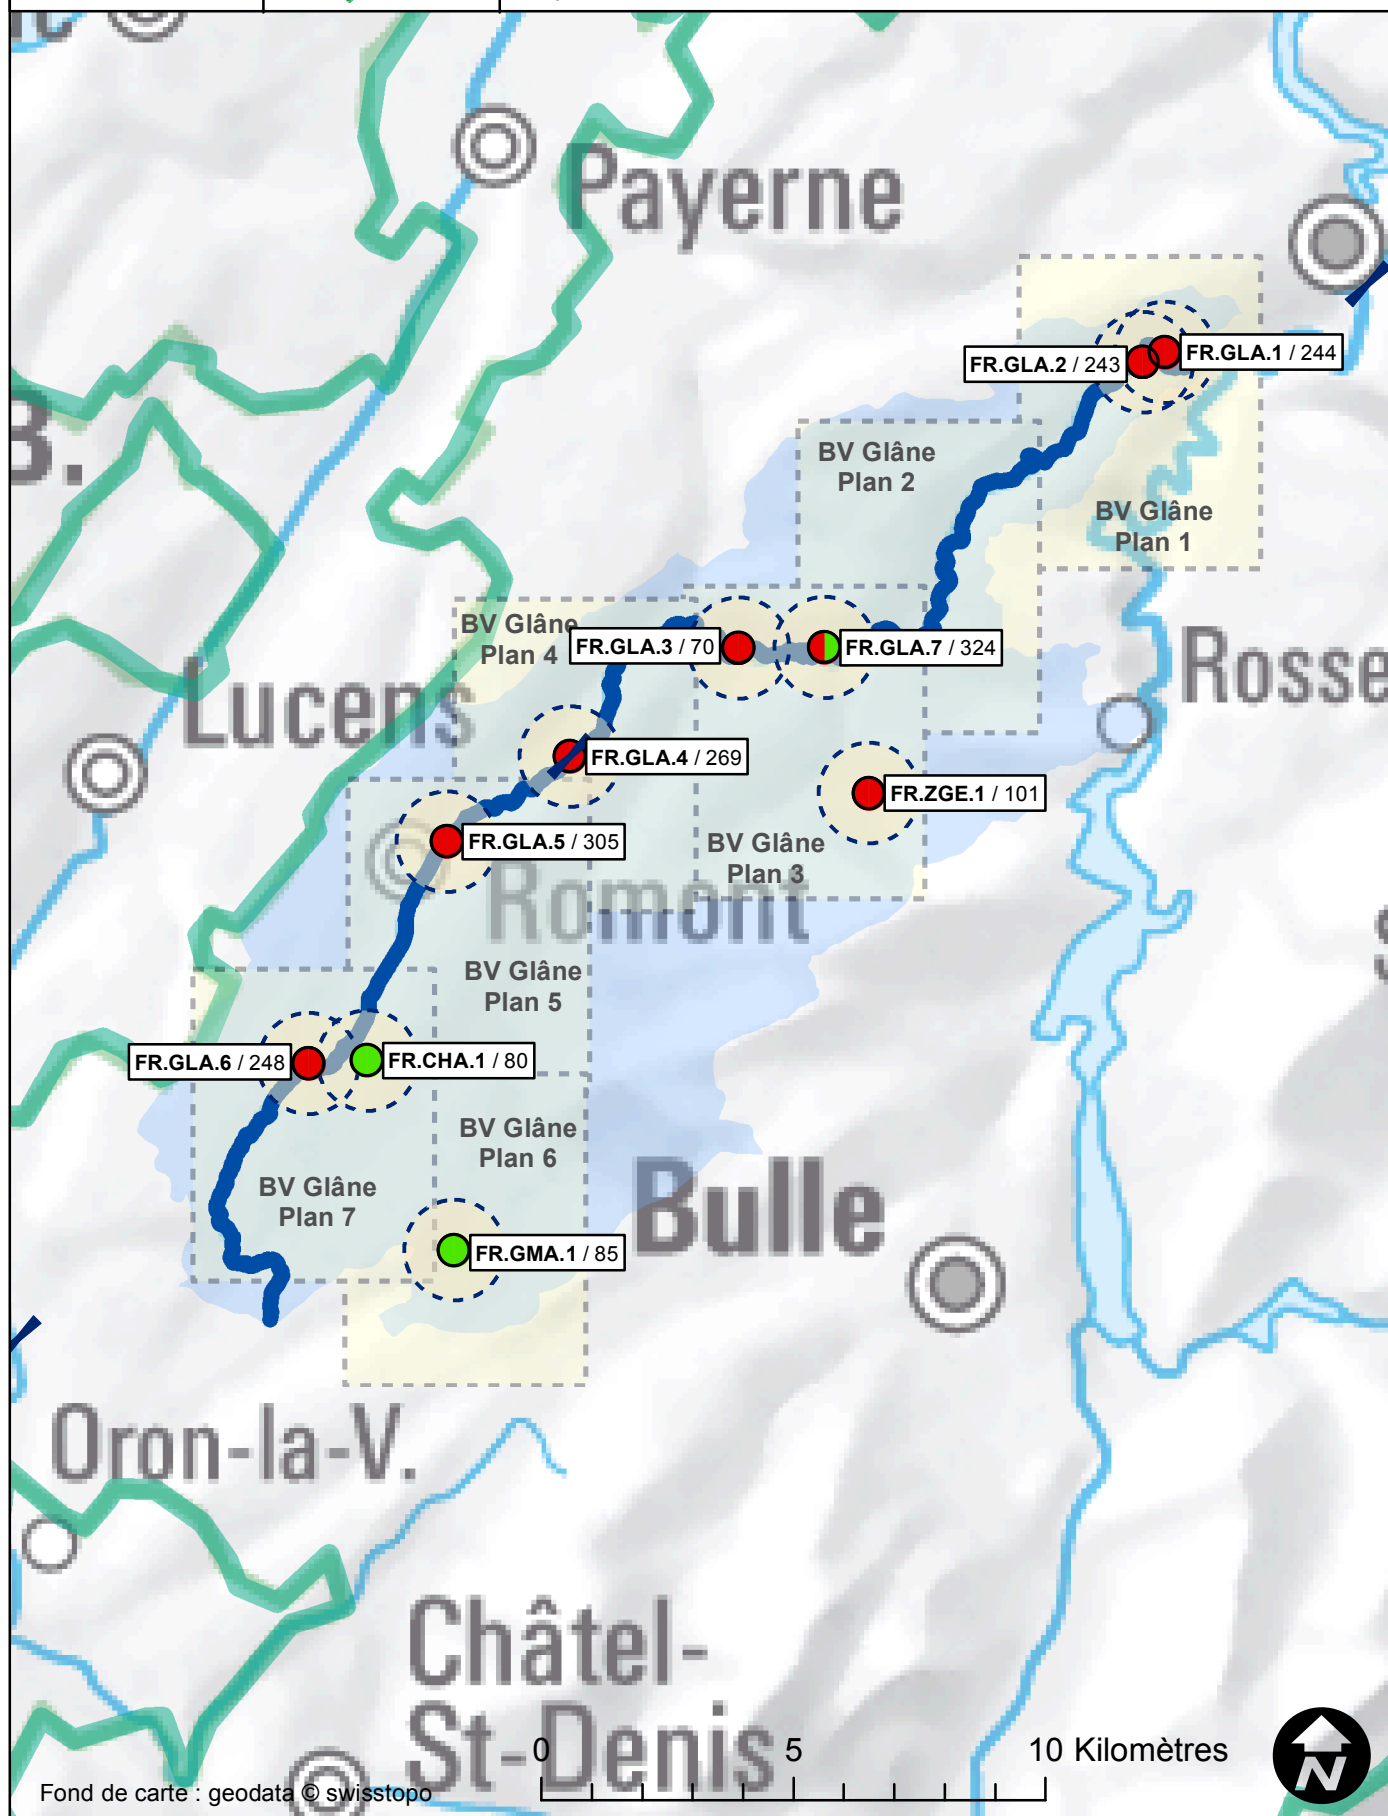 Payerne
FR.GLA.2 / 243
FR.GLA.1 / 244
B.
BV Glâne
Plan 2
BV Glâne
Plan 1
BV Glâne
Plan 4
FR.GLA.3 / 70
FR.GLA.7 / 324
Rosse
Lucens
FR.GLA.4 / 269
FR.ZGE.1 / 101
FR.GLA.5 / 305
BV Glâne
Plan 3
Romont
BV Glâne
Plan 5
FR.GLA.6 / 248
FR.CHA.1 / 80
BV Glâne
Plan 6
BV Glâne
Plan 7
Bulle
FR.GMA.1 / 85
Oron-la-V.
Châtel-
St-Denis
0 5 10 Kilomètres
N
Fond de carte : geodata © swisstopo